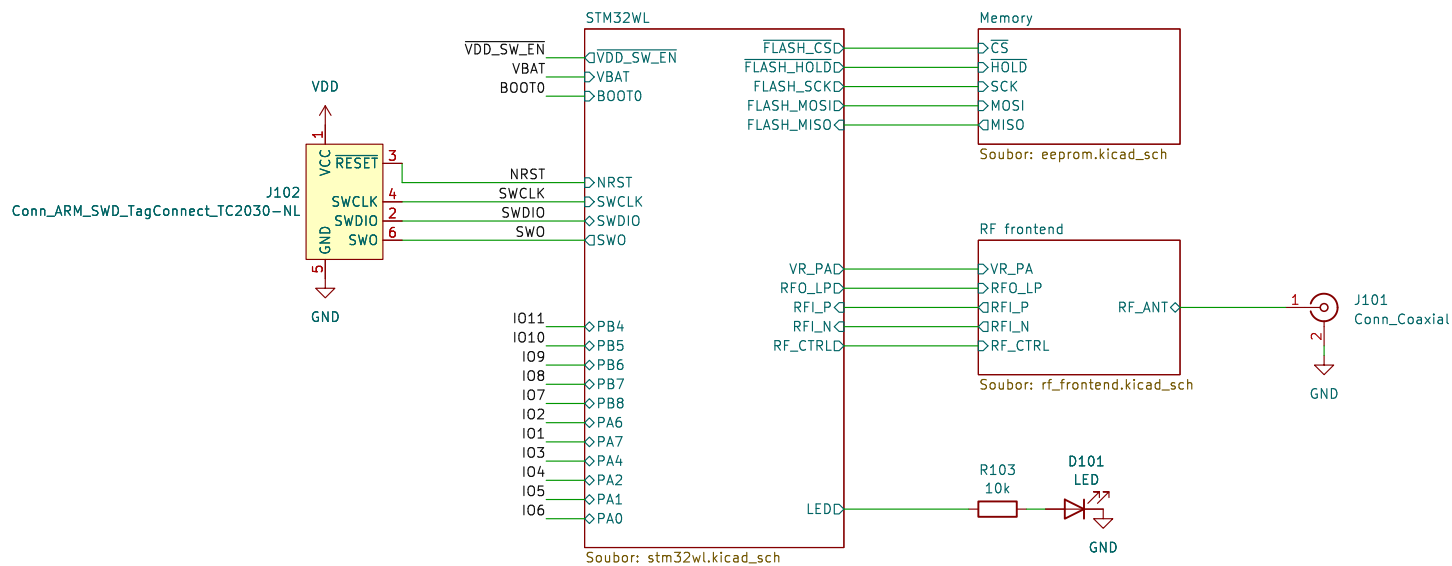 STM32WL
VDD_SW_EN
VBAT
BOOT0
VDD_SW_EN
VBAT
BOOT0
FLASH_CS
FLASH_HOLD
FLASH_SCK
FLASH_MOSI
FLASH_MISO
Memory
CS
HOLD
SCK
MOSI
MISO
Soubor: eeprom.kicad_sch
VDD
1
VCC
RESET
3
SWCLK
4
SWDIO
2
SWO
6
GND
5
GND
J102
Conn_ARM_SWD_TagConnect_TC2030-NL
NRST
SWCLK
SWDIO
SWO
NRST
SWCLK
SWDIO
SWO
VR_PA
RFO_LP
RFI_P
RFI_N
RF_CTRL
RF frontend
VR_PA
RFO_LP
RFI_P
RFI_N
RF_CTRL
RF_ANT
Soubor: rf_frontend.kicad_sch
1
2
J101
Conn_Coaxial
GND
IO11
IO10
IO9
IO8
IO7
IO2
IO1
IO3
IO4
IO5
IO6
PB4
PB5
PB6
PB7
PB8
PA6
PA7
PA4
PA2
PA1
PA0
LED
R103
10k
D101
LED
GND
Soubor: stm32wl.kicad_sch